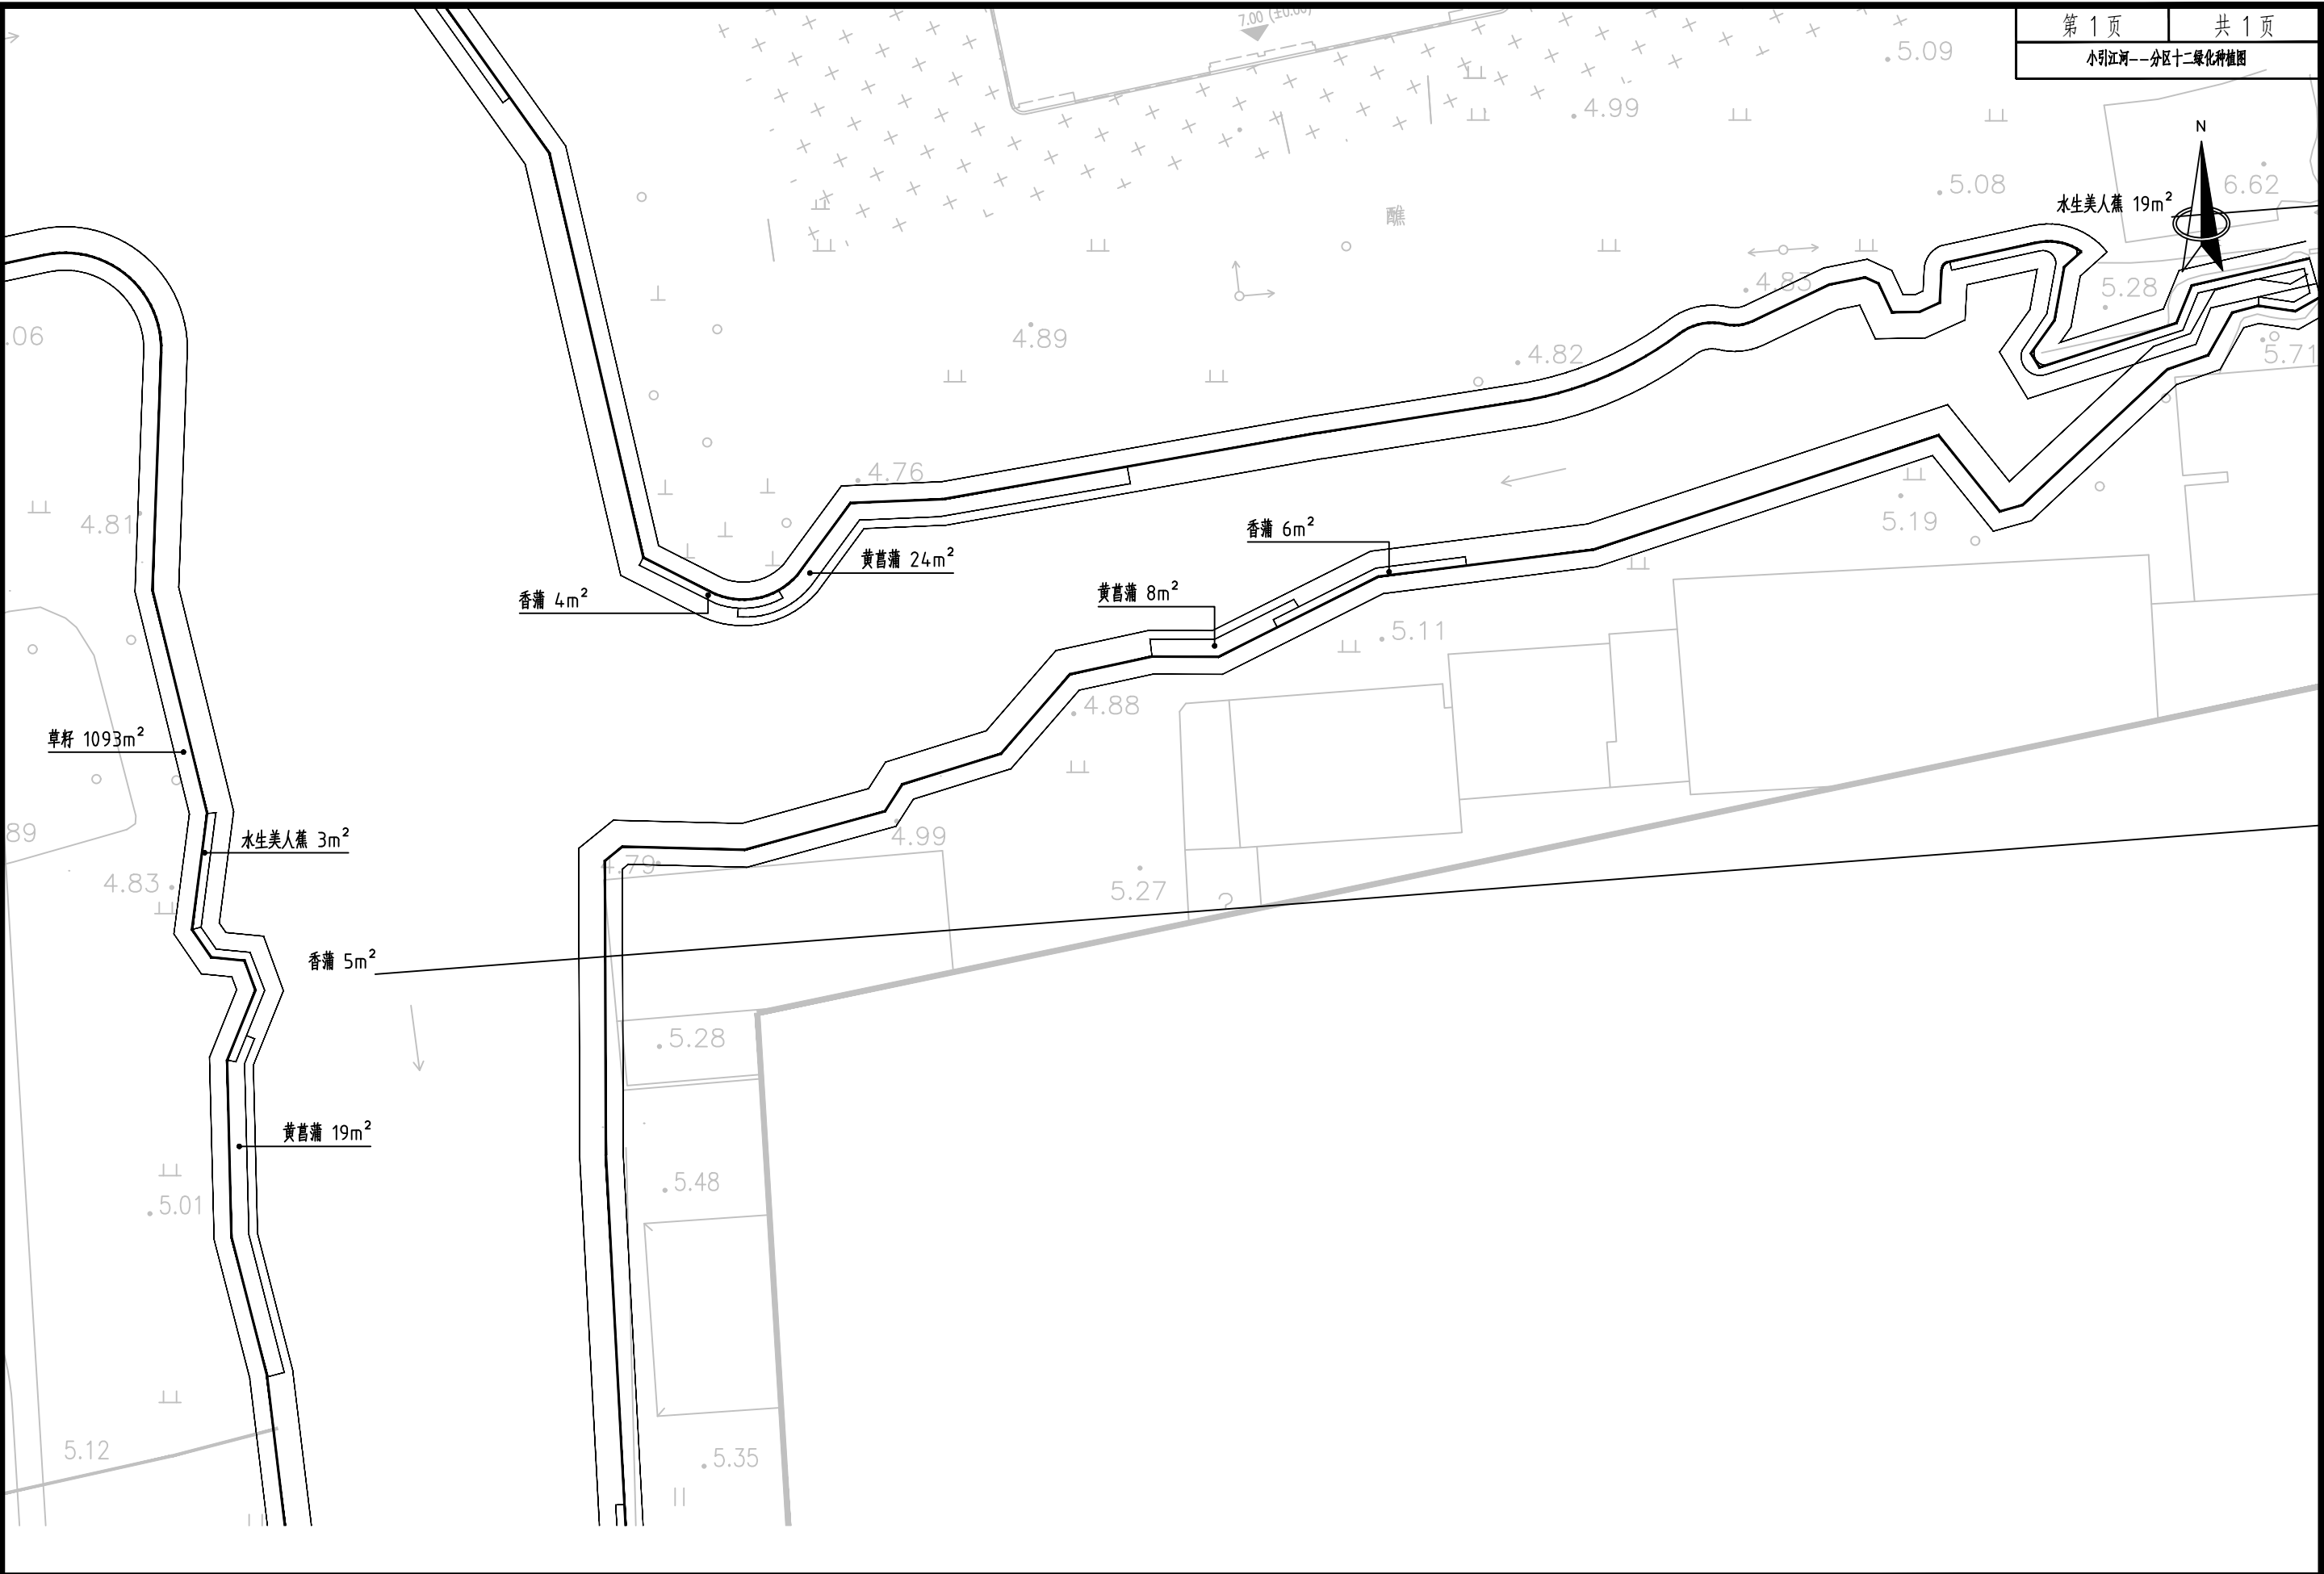 7.00 (±0.00)
第 1 页
共 1 页
小引江河--分区十二绿化种植图
5.09
4.99
N
5.08
6.62
水生美人蕉 19m²
4.83
5.28
.06
4.89
4.82
5.71
4.76
4.81
5.19
香蒲 6m²
黄菖蒲 24m²
香蒲 4m²
黄菖蒲 8m²
5.11
4.88
草籽 1093m²
89
水生美人蕉 3m²
4.99
4.79
4.83
5.27
?
香蒲 5m²
5.28
黄菖蒲 19m²
5.48
5.01
5.12
5.35